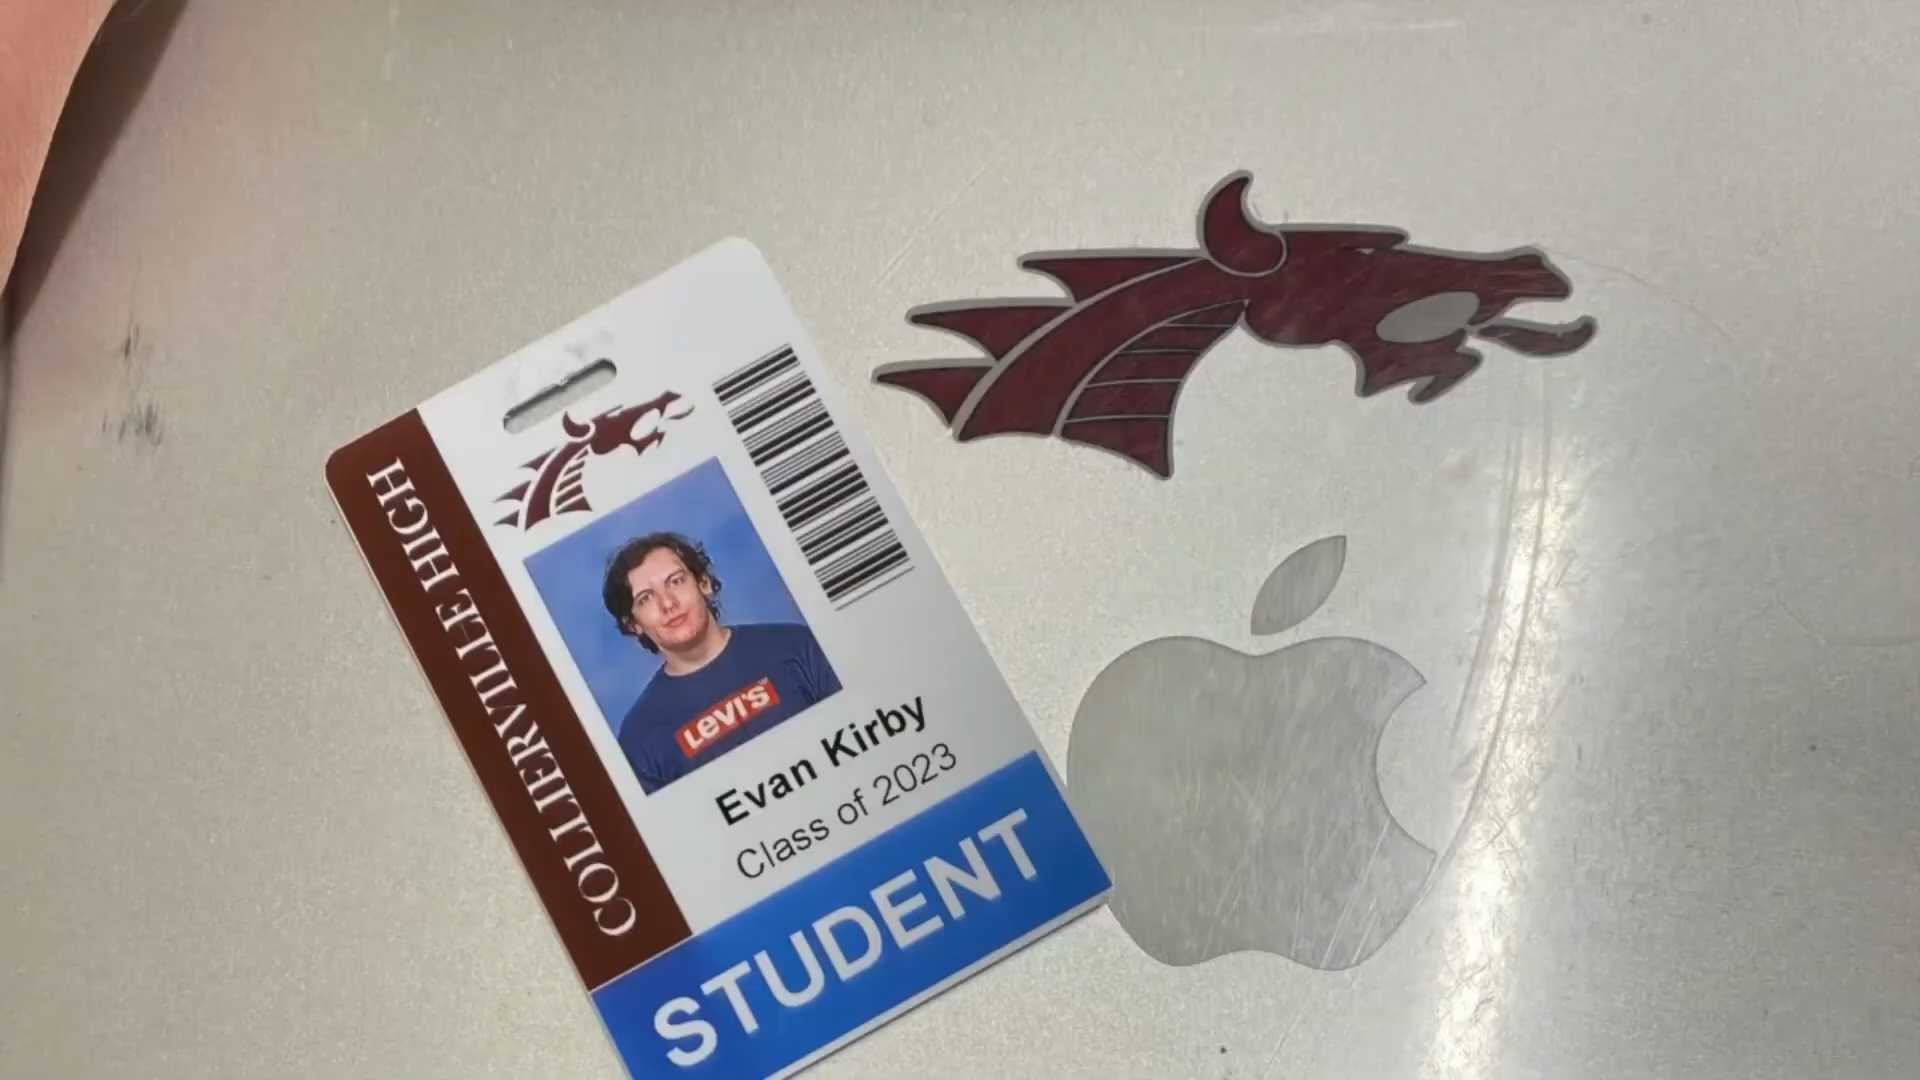 COLLIERVILLE HIGH
LEVI'S
Evan Kirby
Class of 2023
STUDENT